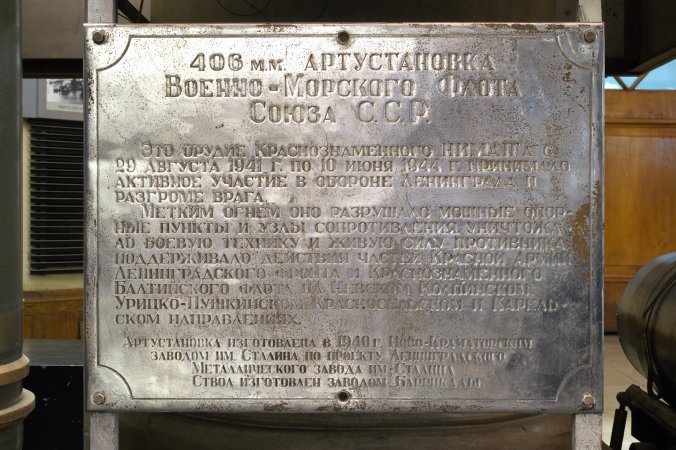 406 мм. АРТУСТАНОВКА
ВОЕННО-МОРСКОГО ФЛОТА
СОЮЗА С.С.Р.
ЭТО ОРУДИЕ КРАСНОЗНАМЕННОГО НИМАПА С
29 АВГУСТА 1941 Г. ПО 10 ИЮНЯ 1944 Г. ПРИНИМАЛО
АКТИВНОЕ УЧАСТИЕ В ОБОРОНЕ ЛЕНИНГРАДА И
РАЗГРОМЕ ВРАГА.
МЕТКИМ ОГНЕМ ОНО РАЗРУШАЛО МОЩНЫЕ ОПОР-
НЫЕ ПУНКТЫ И УЗЛЫ СОПРОТИВЛЕНИЯ УНИЧТОЖА-
ЛО БОЕВУЮ ТЕХНИКУ И ЖИВУЮ СИЛУ ПРОТИВНИКА
ПОДДЕРЖИВАЛО ДЕЙСТВИЯ ЧАСТЕЙ КРАСНОЙ АРМИИ
ЛЕНИНГРАДСКОГО ФРОНТА И КРАСНОЗНАМЕННОГО
БАЛТИЙСКОГО ФЛОТА НА НЕВСКОМ КОЛПИНСКОМ,
УРИЦКО-ПУШКИНСКОМ, КРАСНОСЕЛЬСКОМ И КАРЕЛЬ-
СКОМ НАПРАВЛЕНИЯХ.
АРТУСТАНОВКА ИЗГОТОВЛЕНА В 1940 Г. НОВО-КРАМАТОРСКИМ
ЗАВОДОМ ИМ. СТАЛИНА ПО ПРОЕКТУ ЛЕНИНГРАДСКОГО
МЕТАЛЛИЧЕСКОГО ЗАВОДА ИМ. СТАЛИНА
СТВОЛ ИЗГОТОВЛЕН ЗАВОДОМ „БАРРИКАДЫ"